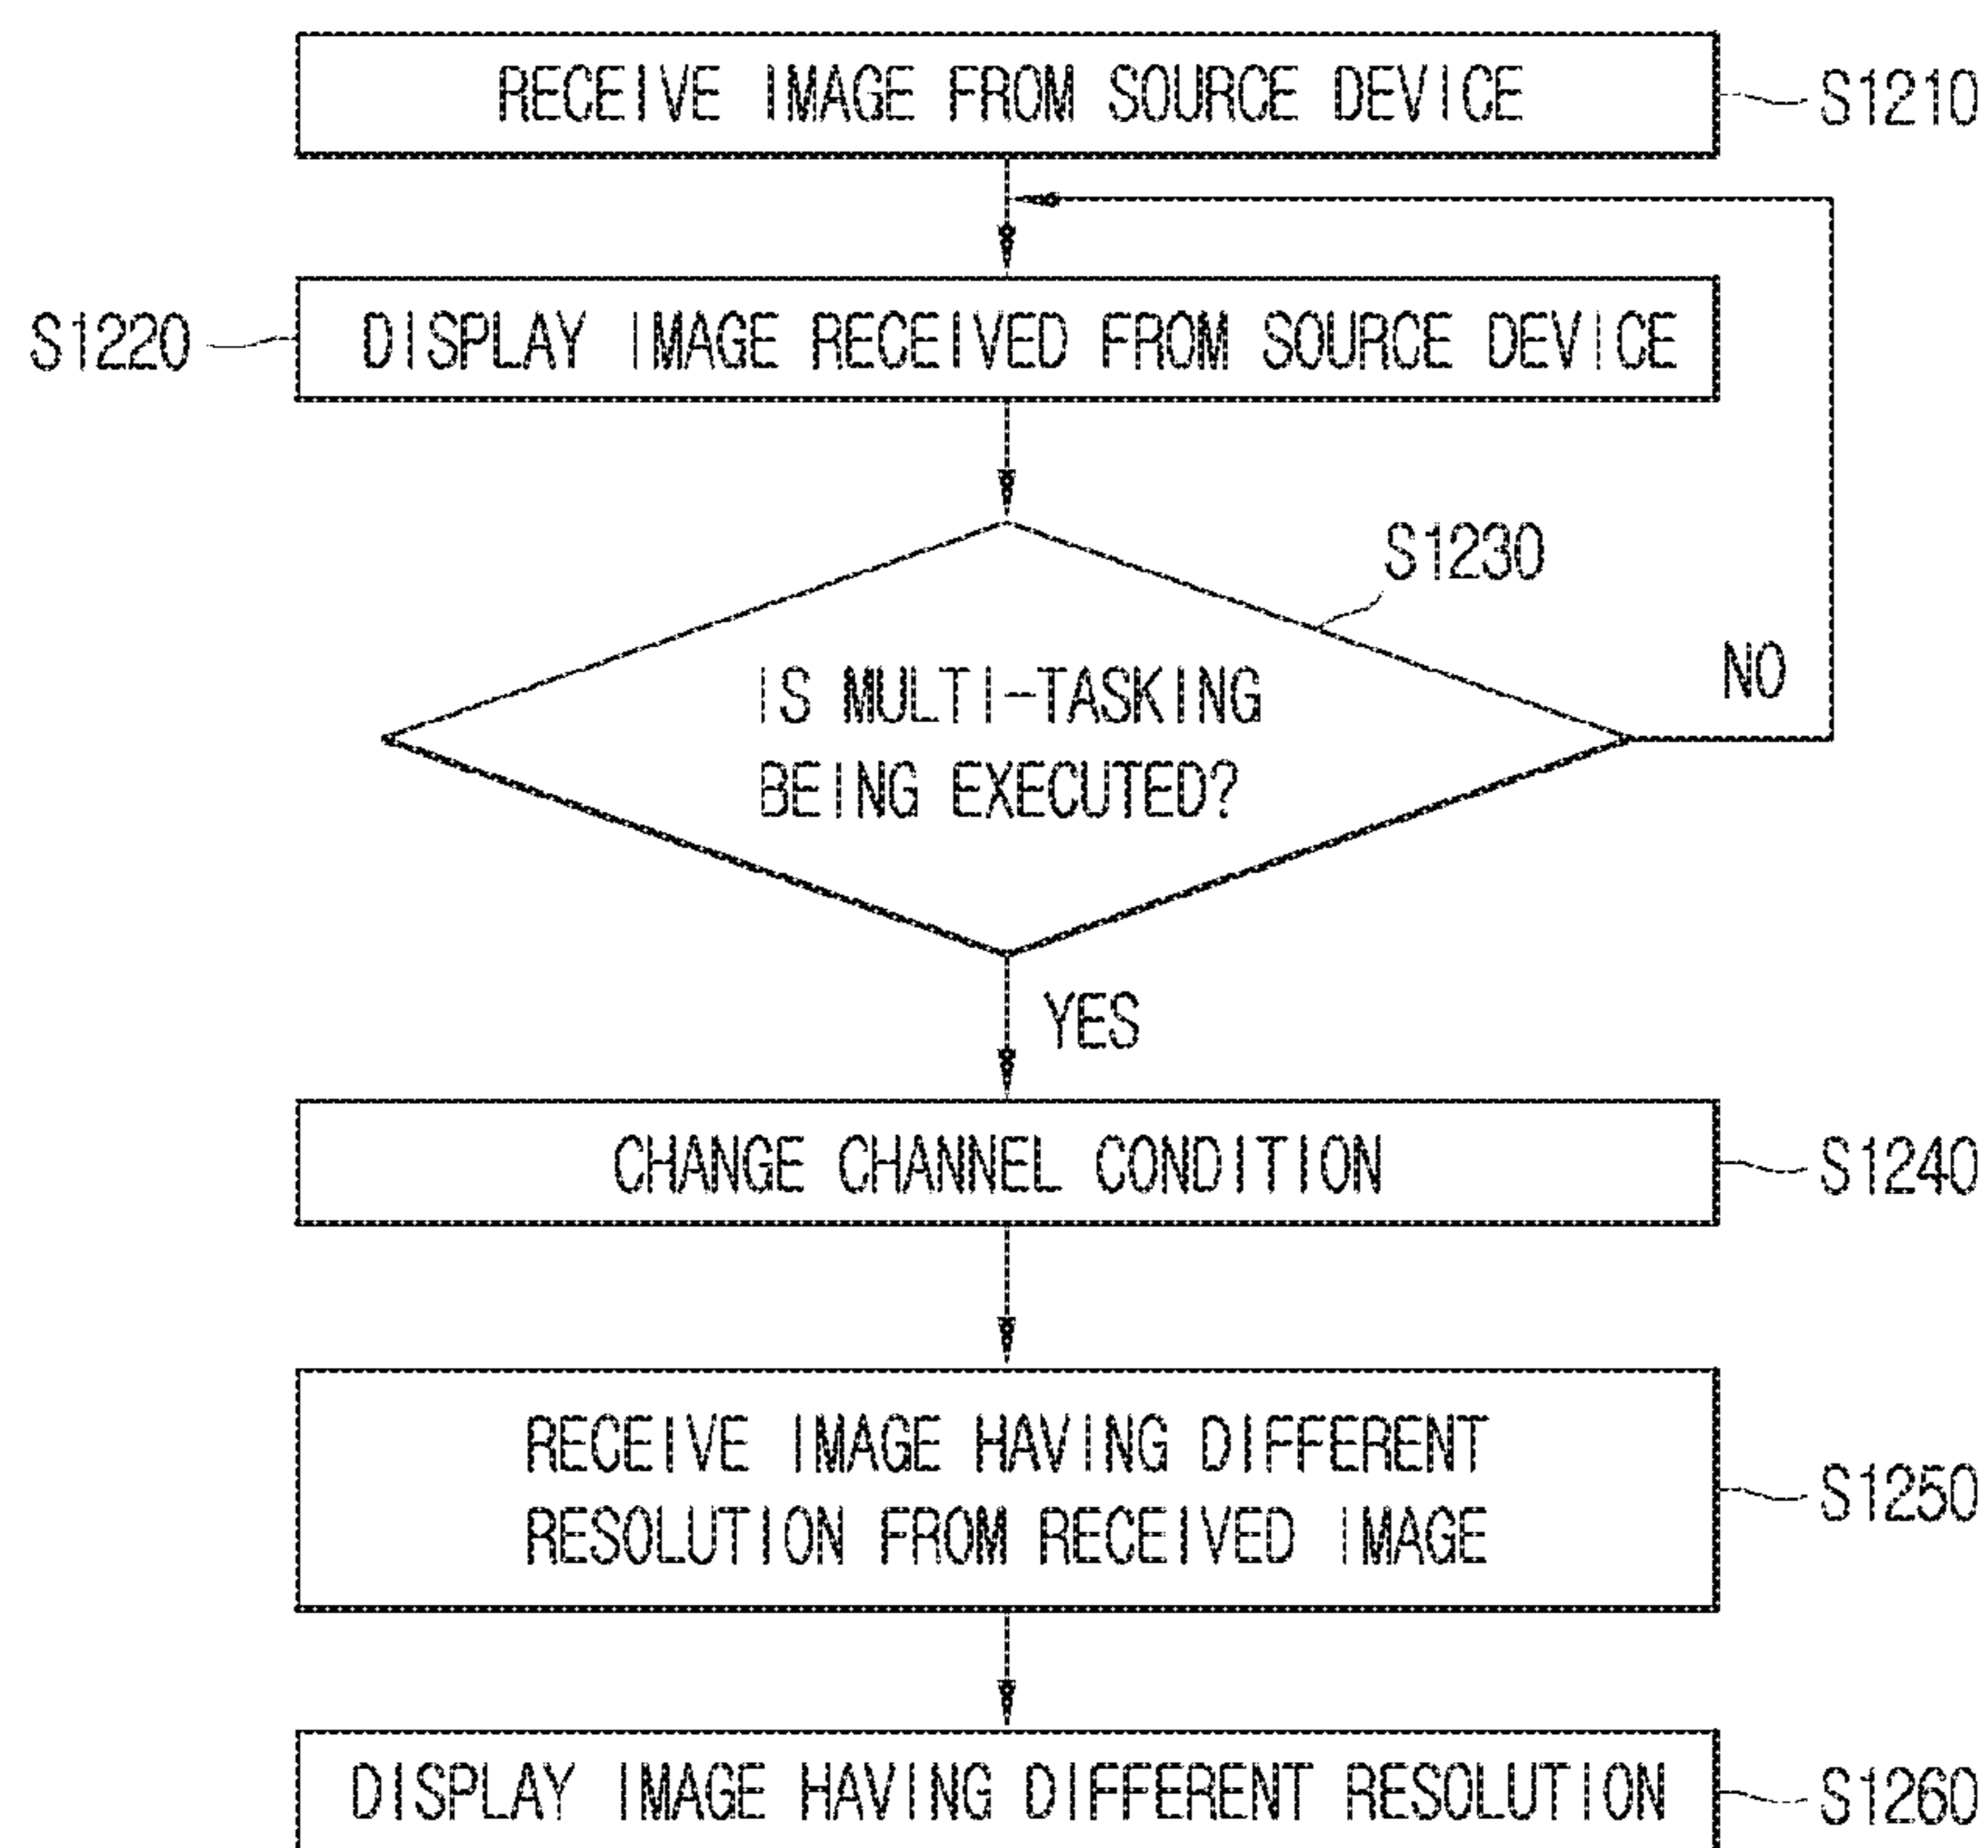 RECEIVE IMAGE FROM SOURCE DEVICE
S1210
S1220
DISPLAY IMAGE RECEIVED FROM SOURCE DEVICE
S1230
IS MULTI-TASKING
BEING EXECUTED?
NO
YES
CHANGE CHANNEL CONDITION
S1240
RECEIVE IMAGE HAVING DIFFERENT
RESOLUTION FROM RECEIVED IMAGE
S1250
DISPLAY IMAGE HAVING DIFFERENT RESOLUTION
S1260